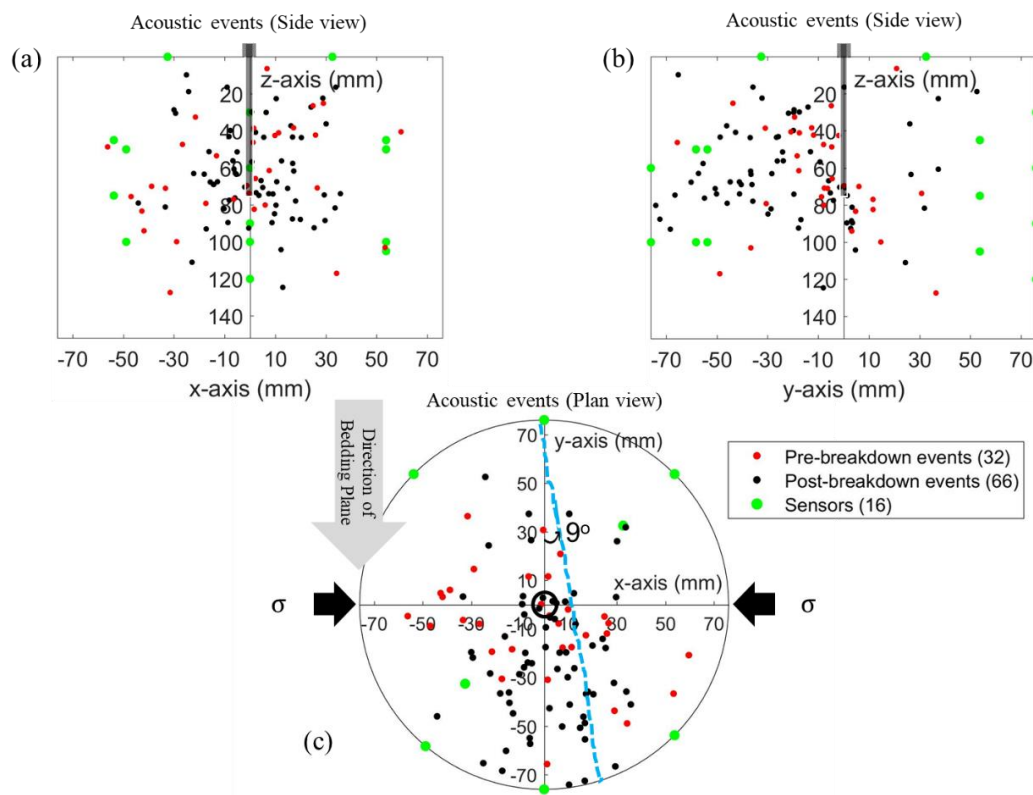 Acoustic events (Side view)
(a)
z-axis (mm)
20
40
60
80
100
120
140
-70 -50 -30 -10 10 30 50 70
x-axis (mm)
Acoustic events (Side view)
(b)
z-axis (mm)
20
40
60
80
100
120
140
-70 -50 -30 -10 10 30 50 70
y-axis (mm)
Acoustic events (Plan view)
Direction of
Bedding Plane
70
y-axis (mm)
50
30
9°
10
x-axis (mm)
σ
σ
-70 -50 -30 -10 10 30 50 70
-10
-30
-50
-70
(c)
Pre-breakdown events (32)
Post-breakdown events (66)
Sensors (16)